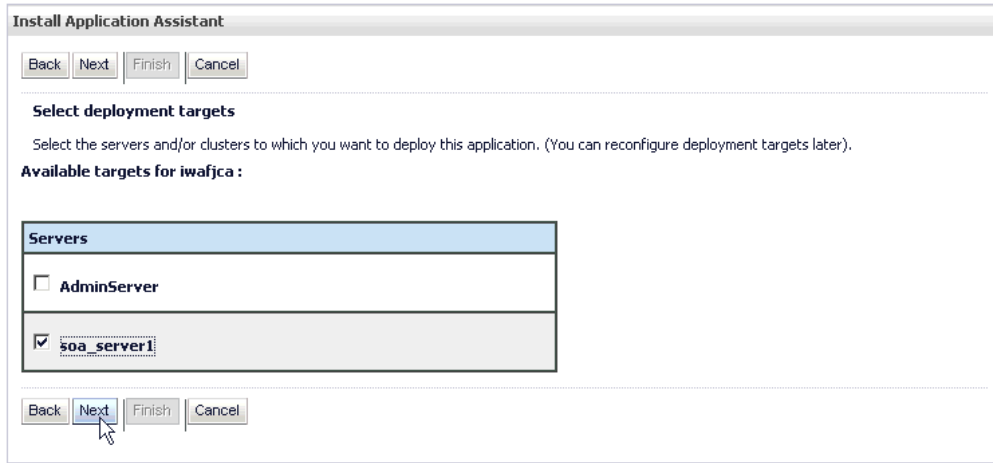 Install Application Assistant
Back Next Finish Cancel
Select deployment targets
Select the servers and/or clusters to which you want to deploy this application. (You can reconfigure deployment targets later).
Available targets for iwafjca :
Servers
AdminServer
soa_server1
Back Next Finish Cancel